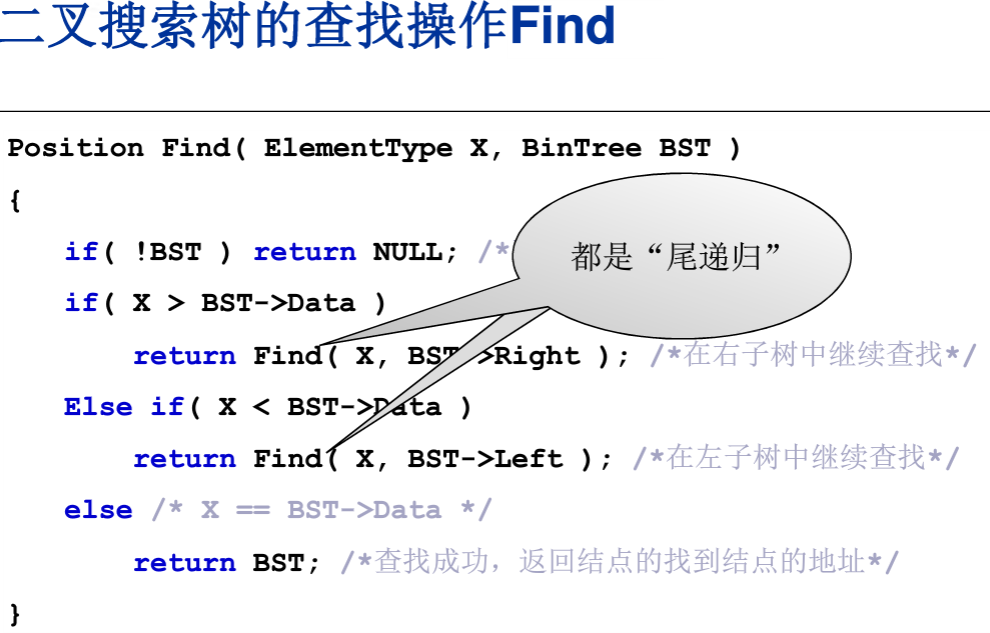 二叉搜索树的查找操作Find
Position Find( ElementType X, BinTree BST )
{
if( !BST ) return NULL; /*
都是“尾递归”
if( X > BST->Data )
return Find( X, BST->Right ); /*在右子树中继续查找*/
Else if( X < BST->Data )
return Find( X, BST->Left ); /*在左子树中继续查找*/
else /* X == BST->Data */
return BST; /*查找成功，返回结点的找到结点的地址*/
}